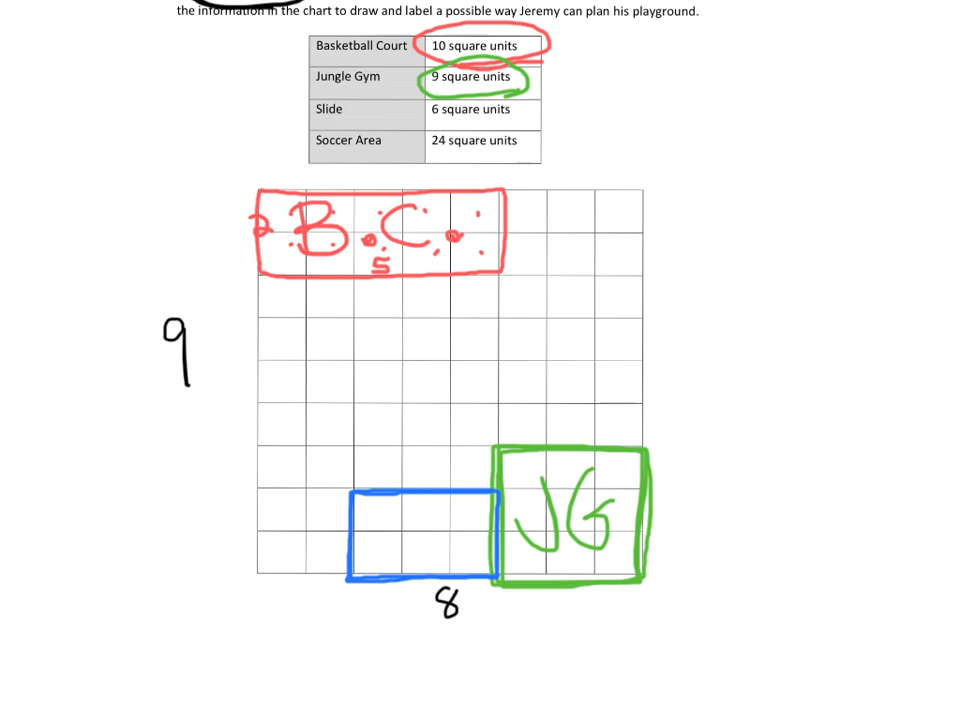 the information in the chart to draw and label a possible way Jeremy can plan his playground.
Basketball Court 10 square units
Jungle Gym 9 square units
Slide 6 square units
Soccer Area 24 square units
2 B.C.
5
9
JG
8